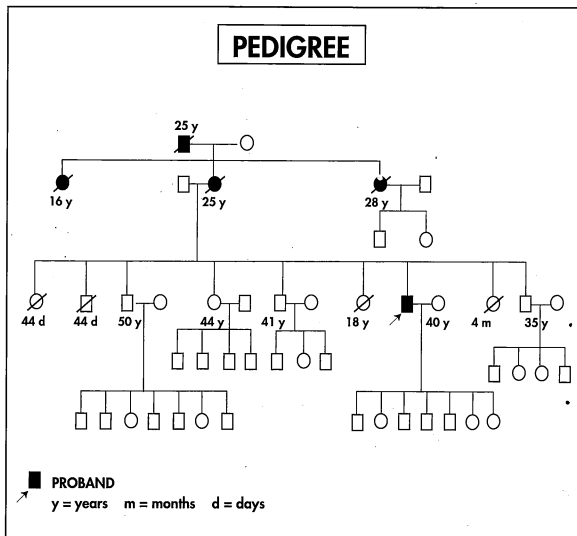 PEDIGREE
25 y
16 y 25 y 28 y
44 d 44 d 50 y 44 y 41 y 18 y 40 y 4 m 35 y
PROBAND
y = years m = months d = days